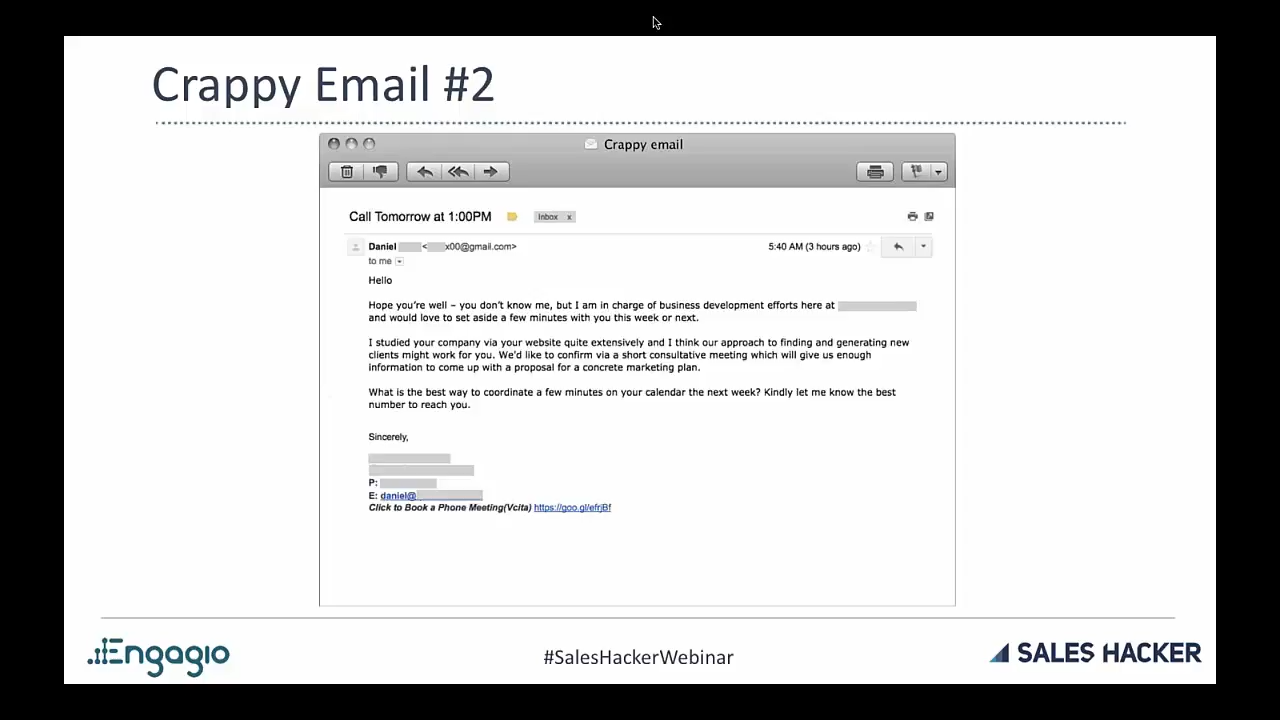 Crappy Email #2
Crappy email
Call Tomorrow at 1:00PM Inbox x
Daniel < x00@gmail.com> 5:40 AM (3 hours ago)
to me
Hello
Hope you're well – you don't know me, but I am in charge of business development efforts here at
and would love to set aside a few minutes with you this week or next.
I studied your company via your website quite extensively and I think our approach to finding and generating new
clients might work for you. We'd like to confirm via a short consultative meeting which will give us enough
information to come up with a proposal for a concrete marketing plan.
What is the best way to coordinate a few minutes on your calendar the next week? Kindly let me know the best
number to reach you.
Sincerely,
P:
E: daniel@
Click to Book a Phone Meeting(Vcita) https://goo.gl/efrjBf
Engagio #SalesHackerWebinar SALES HACKER